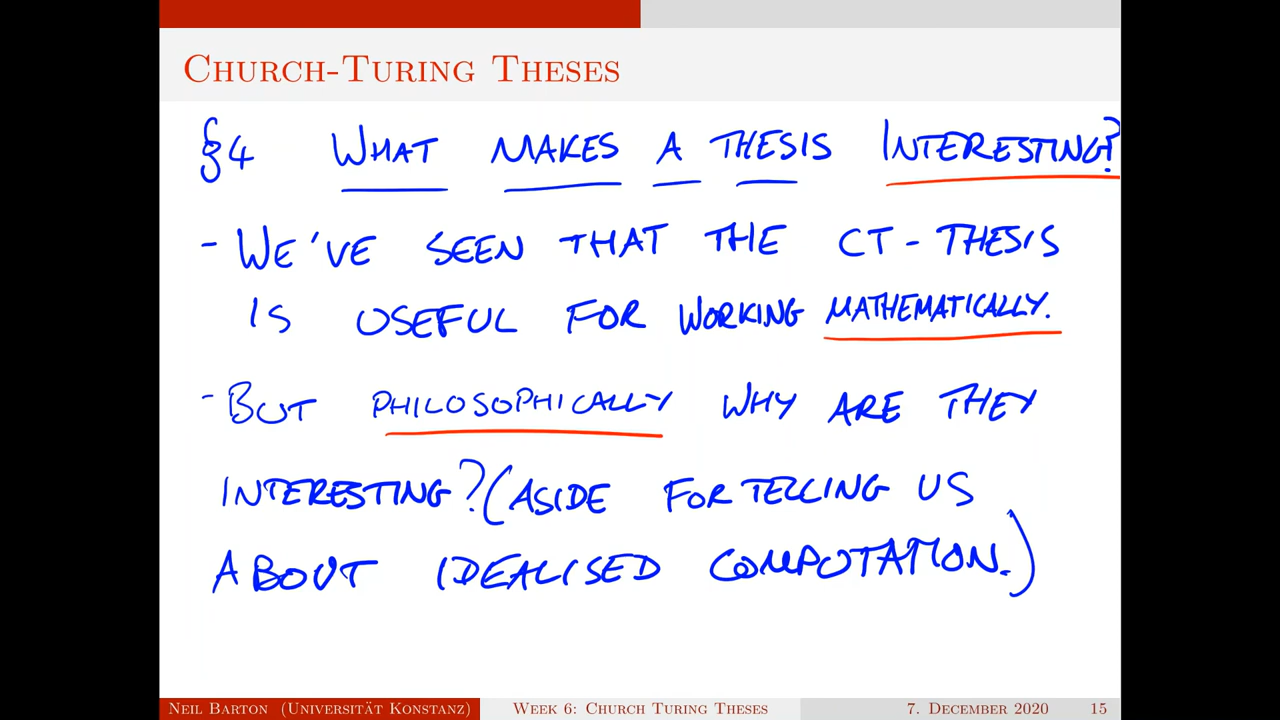 CHURCH-TURING THESES
§4 WHAT MAKES A THESIS INTERESTING?
- WE'VE SEEN THAT THE CT-THESIS
IS USEFUL FOR WORKING MATHEMATICALLY.
- BUT PHILOSOPHICALLY WHY ARE THEY
INTERESTING? (ASIDE FOR TELLING US
ABOUT IDEALISED COMPUTATION.)
NEIL BARTON (UNIVERSITÄT KONSTANZ) WEEK 6: CHURCH TURING THESES 7. DECEMBER 2020 15